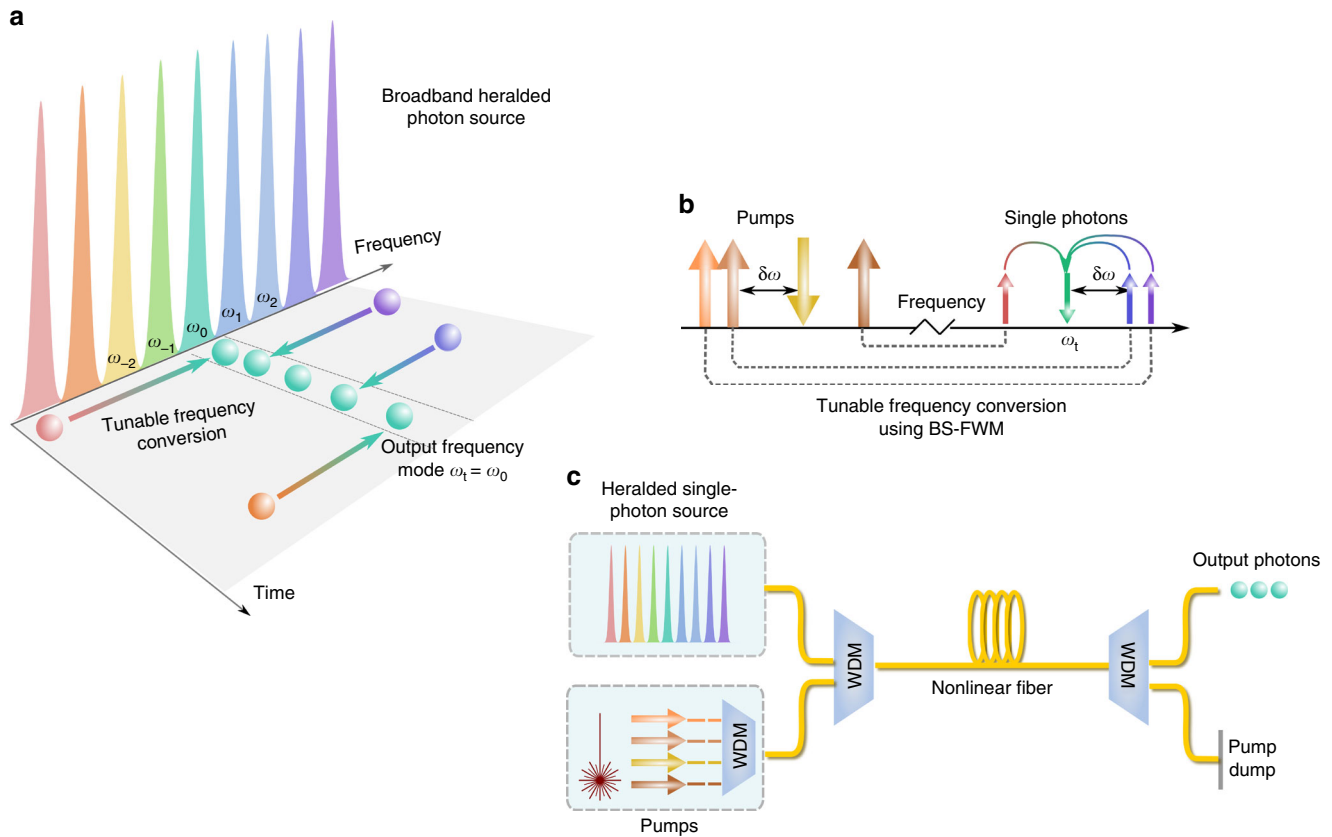 a
Broadband heralded
photon source
Frequency
ω₂
ω₁
ω₀
ω₋₁
ω₋₂
Tunable frequency
conversion
Output frequency
mode ωₜ = ω₀
Time
b
Pumps
Single photons
δω
δω
Frequency
ωₜ
Tunable frequency conversion
using BS-FWM
c
Heralded single-
photon source
WDM
Pumps
WDM
Nonlinear fiber
WDM
Output photons
Pump
dump